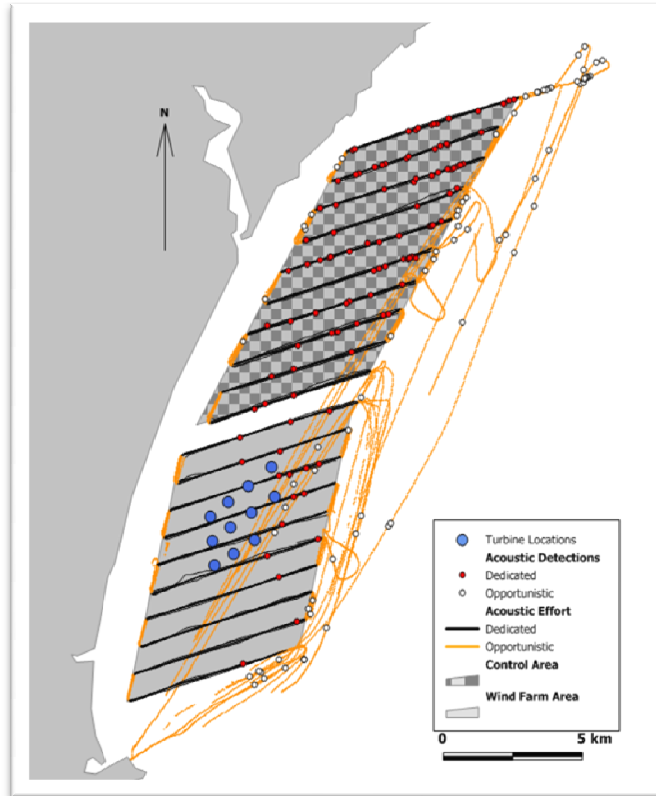 N
Turbine Locations
Acoustic Detections
Dedicated
Opportunistic
Acoustic Effort
Dedicated
Opportunistic
Control Area
Wind Farm Area
0 5 km